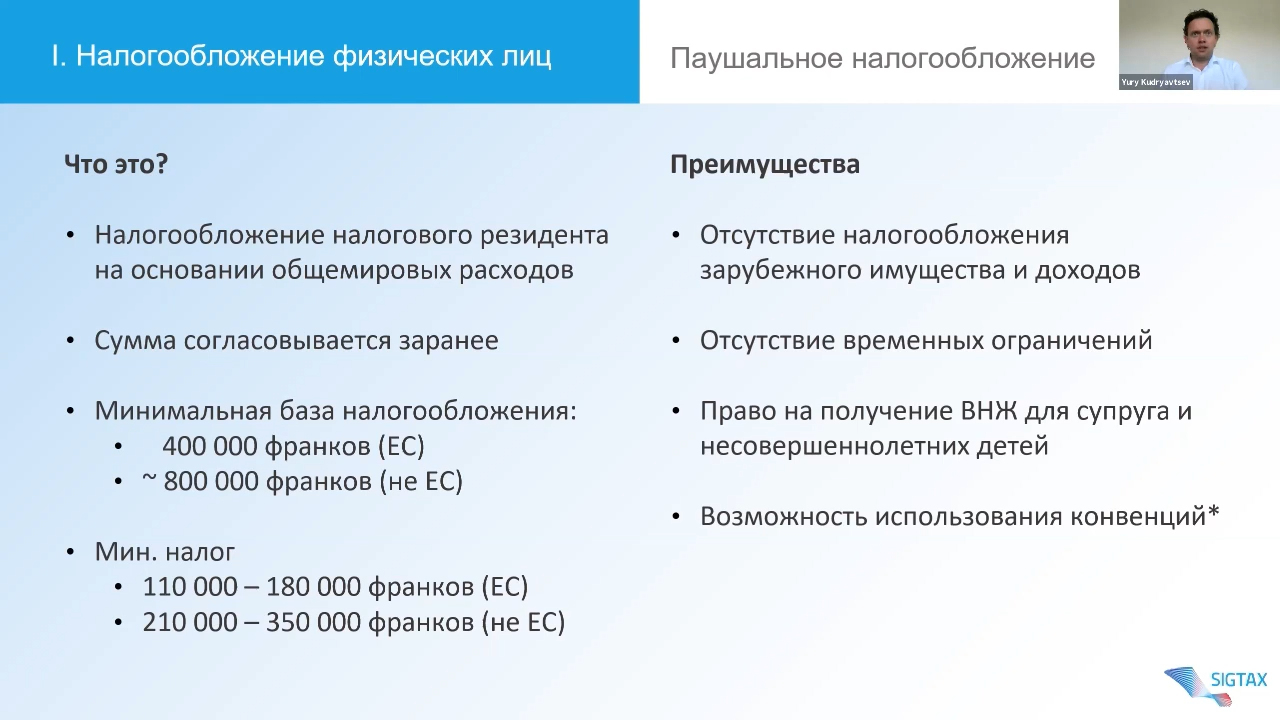 I. Налогообложение физических лиц
Паушальное налогообложение
Yury Kudryavtsev
Что это?
• Налогообложение налогового резидента
на основании общемировых расходов
• Сумма согласовывается заранее
• Минимальная база налогообложения:
• 400 000 франков (ЕС)
• ~ 800 000 франков (не ЕС)
• Мин. налог
• 110 000 – 180 000 франков (ЕС)
• 210 000 – 350 000 франков (не ЕС)
Преимущества
• Отсутствие налогообложения
зарубежного имущества и доходов
• Отсутствие временных ограничений
• Право на получение ВНЖ для супруга и
несовершеннолетних детей
• Возможность использования конвенций*
SIGTAX